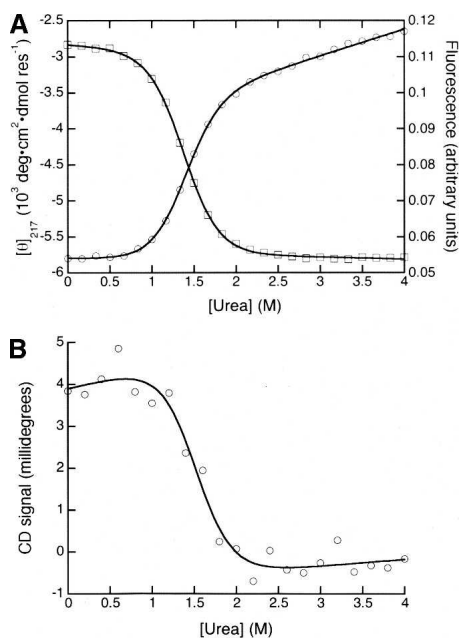 A
-2.5
-3
-3.5
-4
-4.5
-5
-5.5
-6
[θ]217 (10³ deg•cm²•dmol res⁻¹)
0.12
0.11
0.1
0.09
0.08
0.07
0.06
0.05
Fluorescence (arbitrary units)
0 0.5 1 1.5 2 2.5 3 3.5 4
[Urea] (M)
B
5
4
3
2
1
0
-1
CD signal (millidegrees)
0 0.5 1 1.5 2 2.5 3 3.5 4
[Urea] (M)